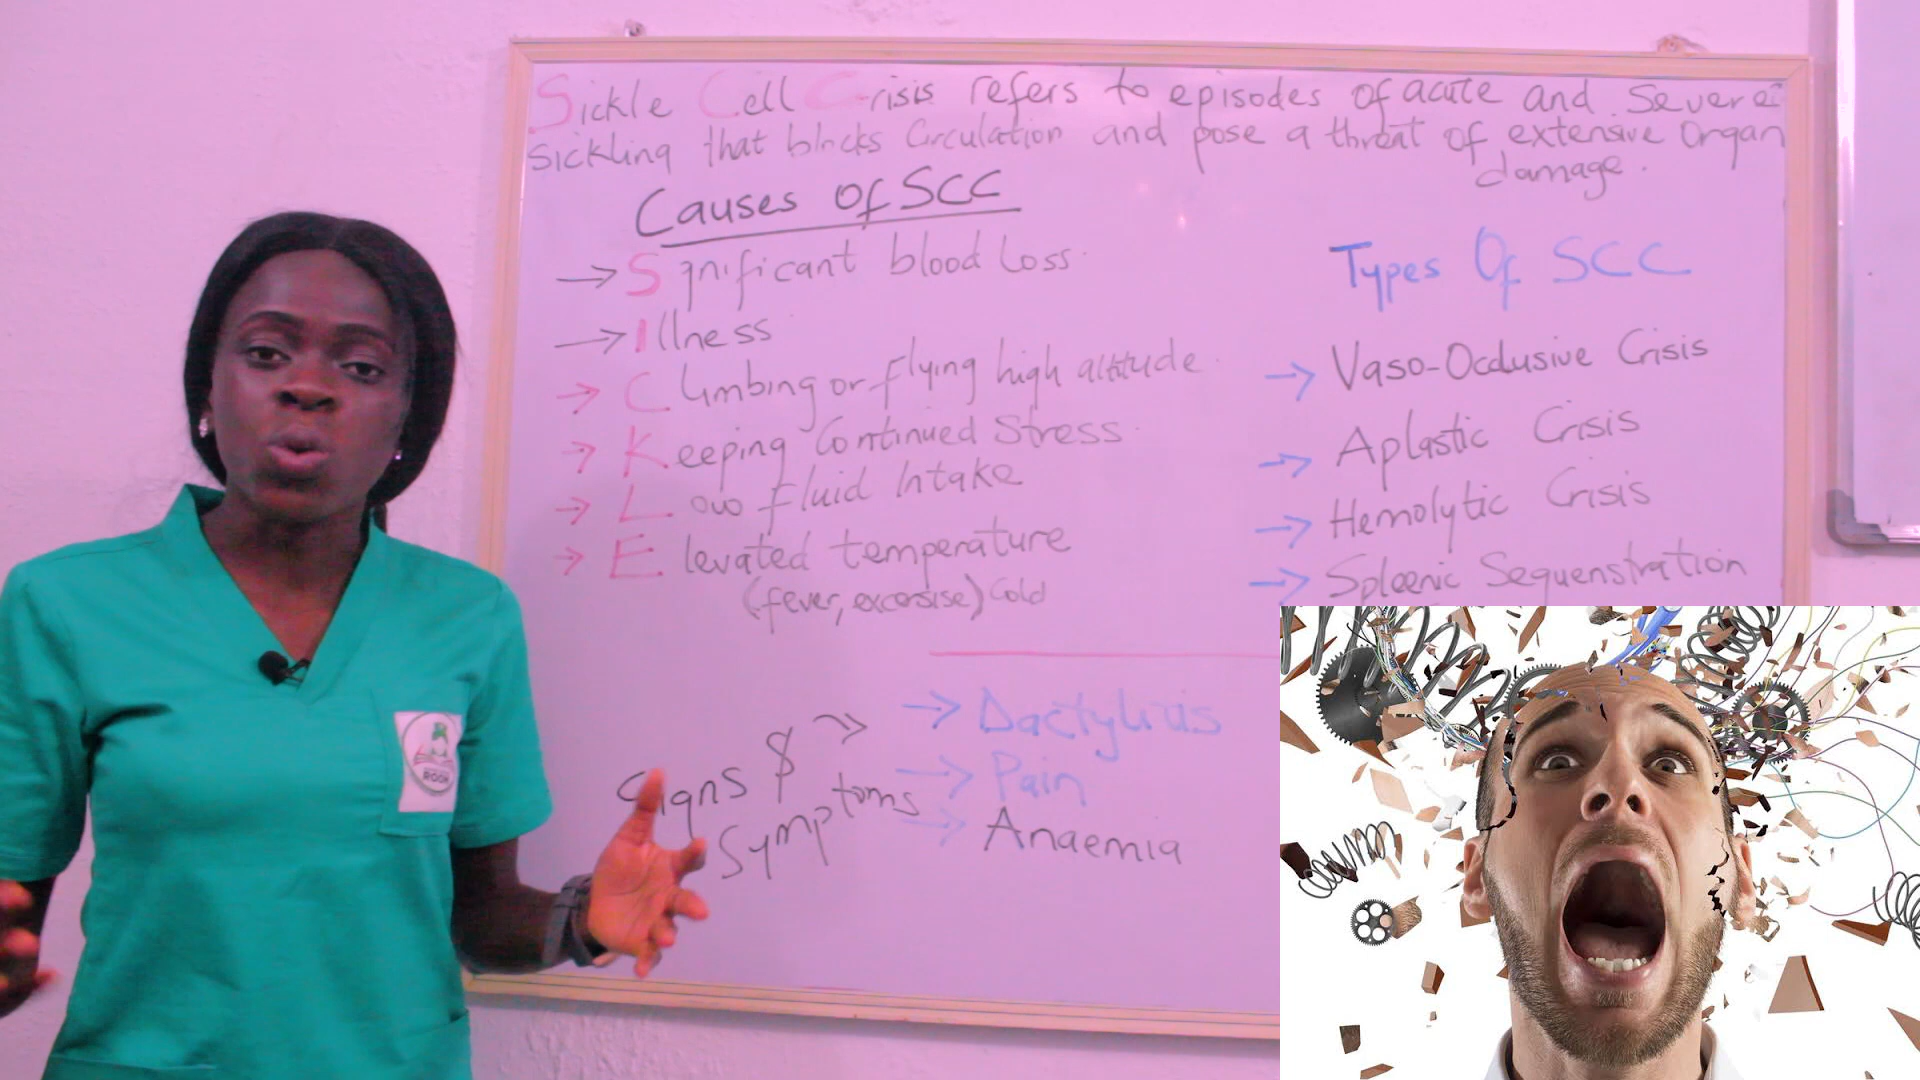 Sickle Cell Crisis refers to episodes of acute and Severe
Sickling that blocks Circulation and pose a threat of extensive Organ
damage.
Causes Of SCC
→ Significant blood Loss.
→ Illness
→ Climbing or flying high altitude.
→ Keeping Continued Stress.
→ Low fluid Intake
→ Elevated temperature
(fever, excersise) Cold
Types Of SCC
→ Vaso-Occlusive Crisis
→ Aplastic Crisis
→ Hemolytic Crisis
→ Spleenic Sequenstration
Signs &
Symptoms
→ Dactylitis
→ Pain
→ Anaemia
ROOM